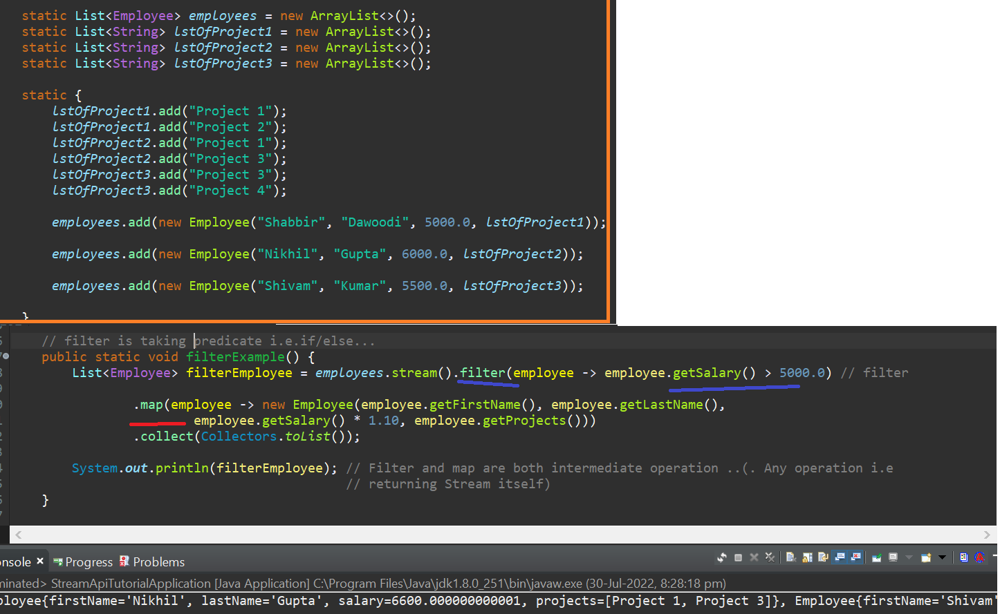 static List<Employee> employees = new ArrayList<>();
static List<String> lstOfProject1 = new ArrayList<>();
static List<String> lstOfProject2 = new ArrayList<>();
static List<String> lstOfProject3 = new ArrayList<>();
static {
lstOfProject1.add("Project 1");
lstOfProject1.add("Project 2");
lstOfProject2.add("Project 1");
lstOfProject2.add("Project 3");
lstOfProject3.add("Project 3");
lstOfProject3.add("Project 4");
employees.add(new Employee("Shabbir", "Dawoodi", 5000.0, lstOfProject1));
employees.add(new Employee("Nikhil", "Gupta", 6000.0, lstOfProject2));
employees.add(new Employee("Shivam", "Kumar", 5500.0, lstOfProject3));
}
// filter is taking predicate i.e.if/else...
public static void filterExample() {
List<Employee> filterEmployee = employees.stream().filter(employee -> employee.getSalary() > 5000.0) // filter
.map(employee -> new Employee(employee.getFirstName(), employee.getLastName(),
employee.getSalary() * 1.10, employee.getProjects()))
.collect(Collectors.toList());
System.out.println(filterEmployee); // Filter and map are both intermediate operation ..(. Any operation i.e
// returning Stream itself)
}
onsole Progress Problems
minated> StreamApiTutorialApplication [Java Application] C:\Program Files\Java\jdk1.8.0_251\bin\javaw.exe (30-Jul-2022, 8:28:18 pm)
ployee{firstName='Nikhil', lastName='Gupta', salary=6600.000000000001, projects=[Project 1, Project 3]}, Employee{firstName='Shivam'